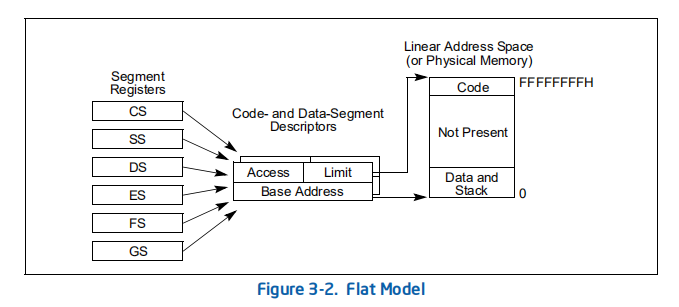 Linear Address Space
(or Physical Memory)
Segment
Registers
Code- and Data-Segment
Descriptors
CS
SS
DS
ES
FS
GS
Access
Limit
Base Address
Code
FFFFFFFFH
Not Present
Data and
Stack
0
Figure 3-2. Flat Model